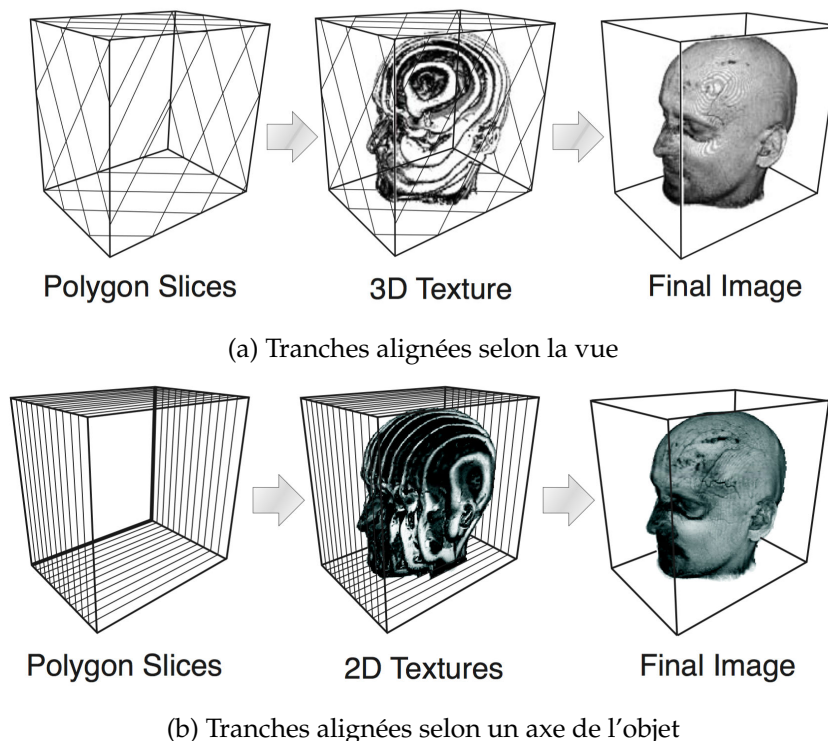 Polygon Slices
3D Texture
Final Image
(a) Tranches alignées selon la vue
Polygon Slices
2D Textures
Final Image
(b) Tranches alignées selon un axe de l'objet